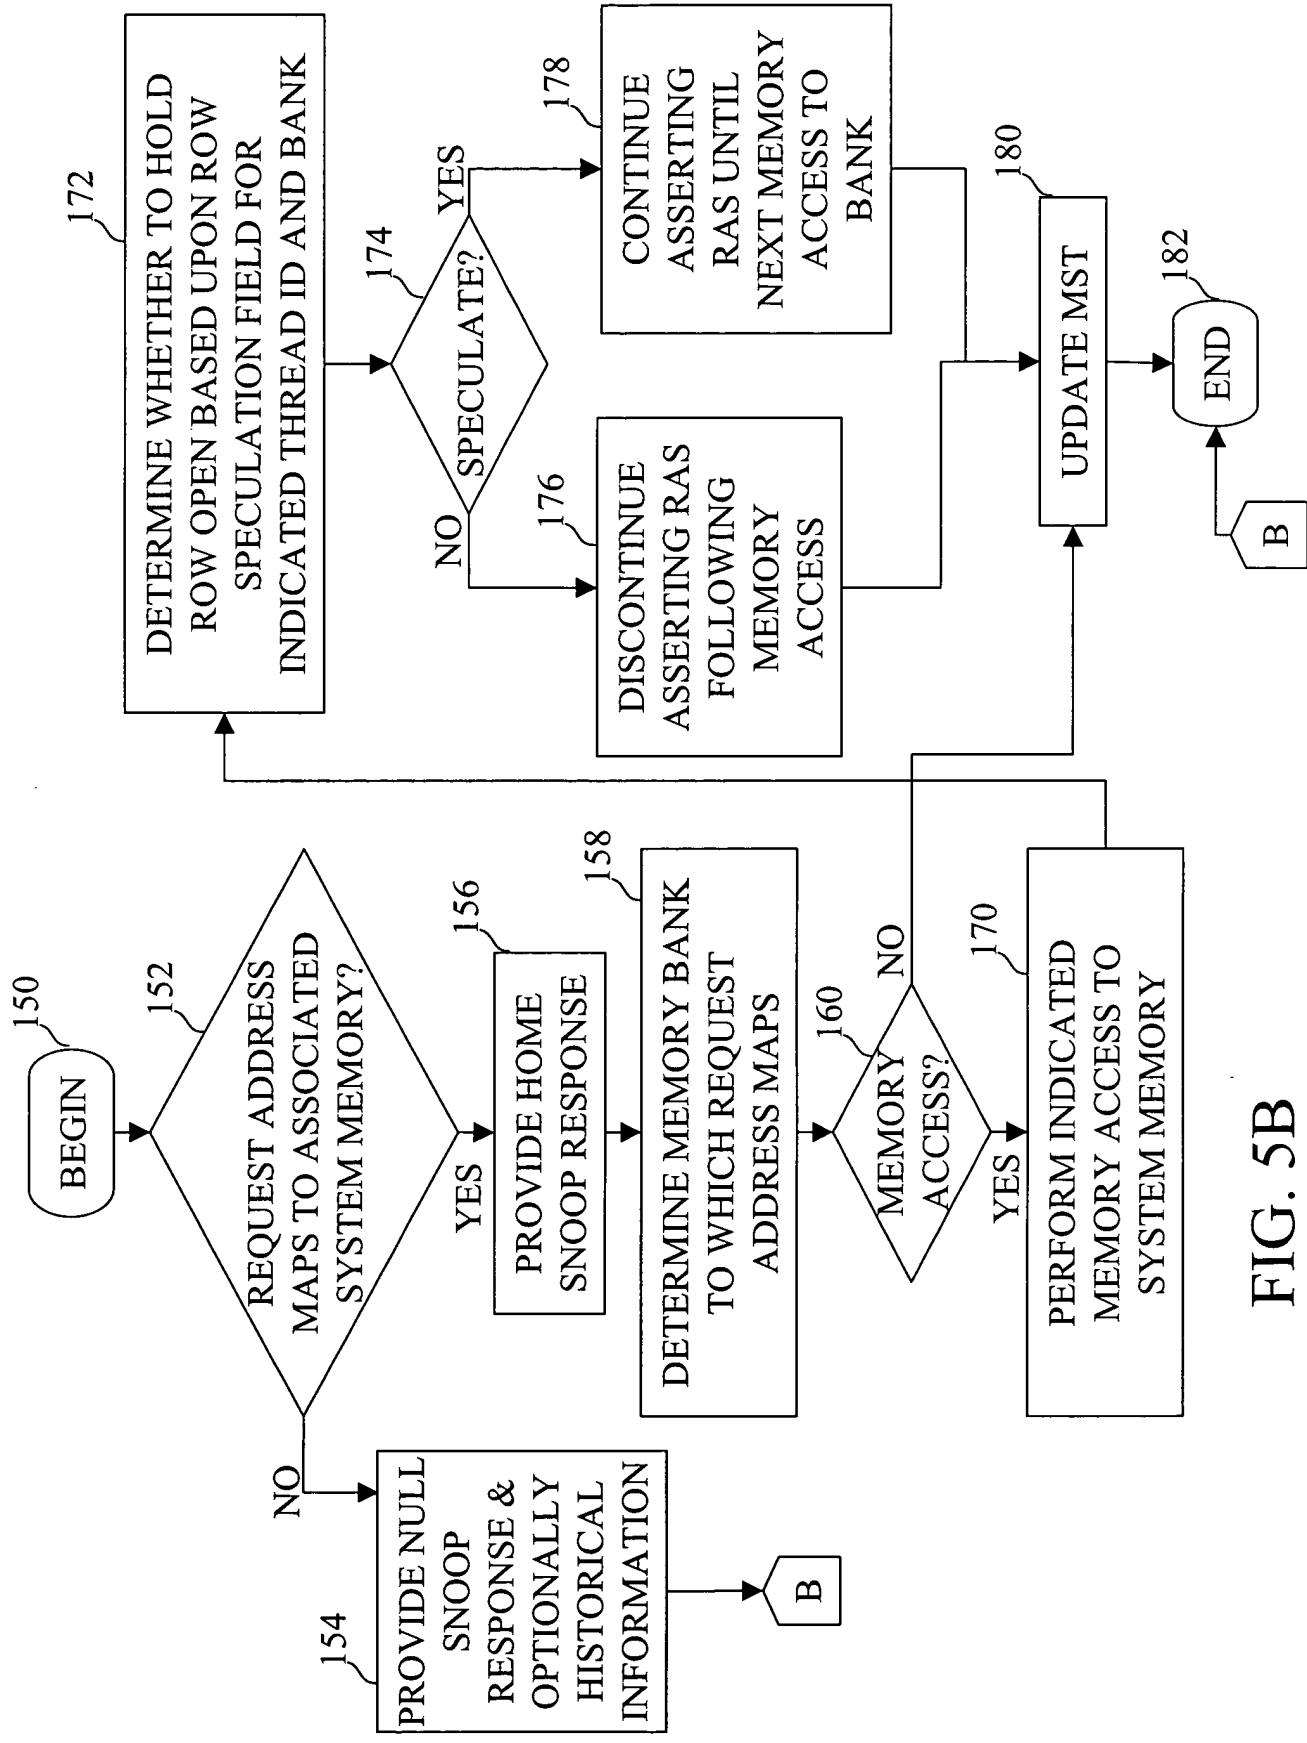 150
BEGIN
152
REQUEST ADDRESS
MAPS TO ASSOCIATED
SYSTEM MEMORY?
NO
YES
154
PROVIDE NULL
SNOOP
RESPONSE &
OPTIONALLY
HISTORICAL
INFORMATION
B
156
PROVIDE HOME
SNOOP RESPONSE
158
DETERMINE MEMORY BANK
TO WHICH REQUEST
ADDRESS MAPS
160
MEMORY
ACCESS?
NO
YES
170
PERFORM INDICATED
MEMORY ACCESS TO
SYSTEM MEMORY
172
DETERMINE WHETHER TO HOLD
ROW OPEN BASED UPON ROW
SPECULATION FIELD FOR
INDICATED THREAD ID AND BANK
174
SPECULATE?
NO
YES
176
DISCONTINUE
ASSERTING RAS
FOLLOWING
MEMORY
ACCESS
178
CONTINUE
ASSERTING
RAS UNTIL
NEXT MEMORY
ACCESS TO
BANK
180
UPDATE MST
182
END
B
FIG. 5B